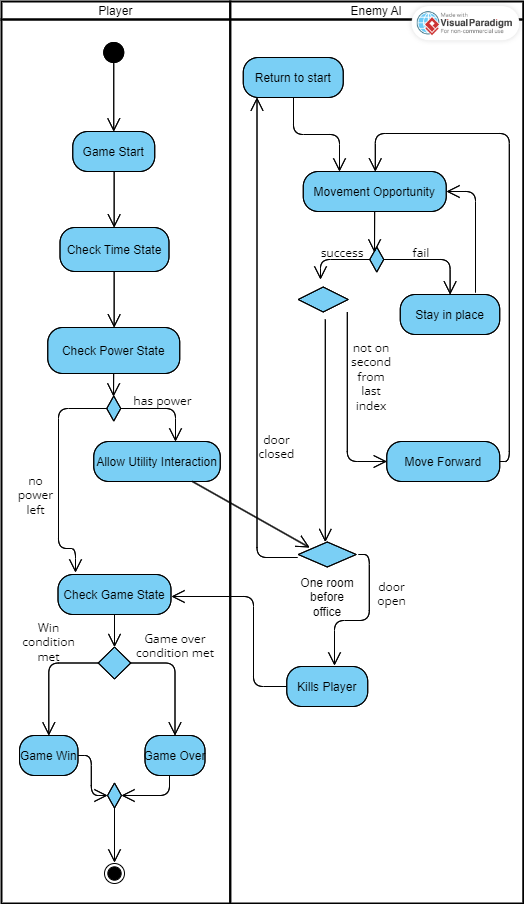 Player
Enemy AI
Made with
VisualParadigm
For non-commercial use
Return to start
Game Start
Movement Opportunity
Check Time State
success
fail
Stay in place
Check Power State
not on
second
from
last
index
has power
door
closed
Allow Utility Interaction
Move Forward
no
power
left
One room
before
office
door
open
Check Game State
Win
condition
met
Game over
condition met
Kills Player
Game Win
Game Over